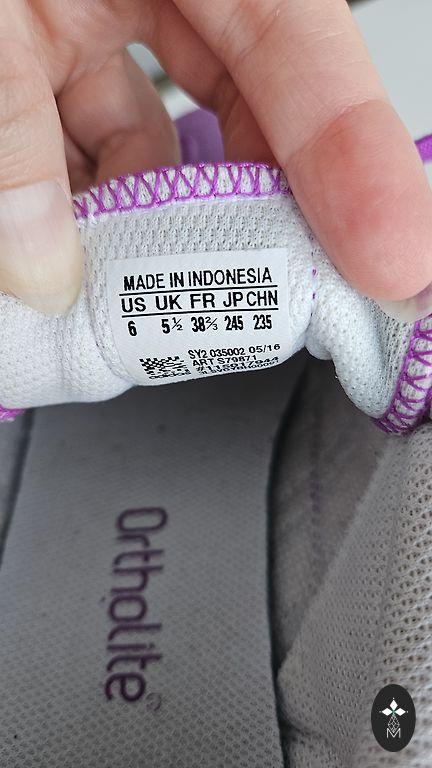 MADE IN INDONESIA
US UK FR JP CHN
6 5½ 38⅔ 245 235
SY2 035002 05/16
ART S79871
Ortholite
M